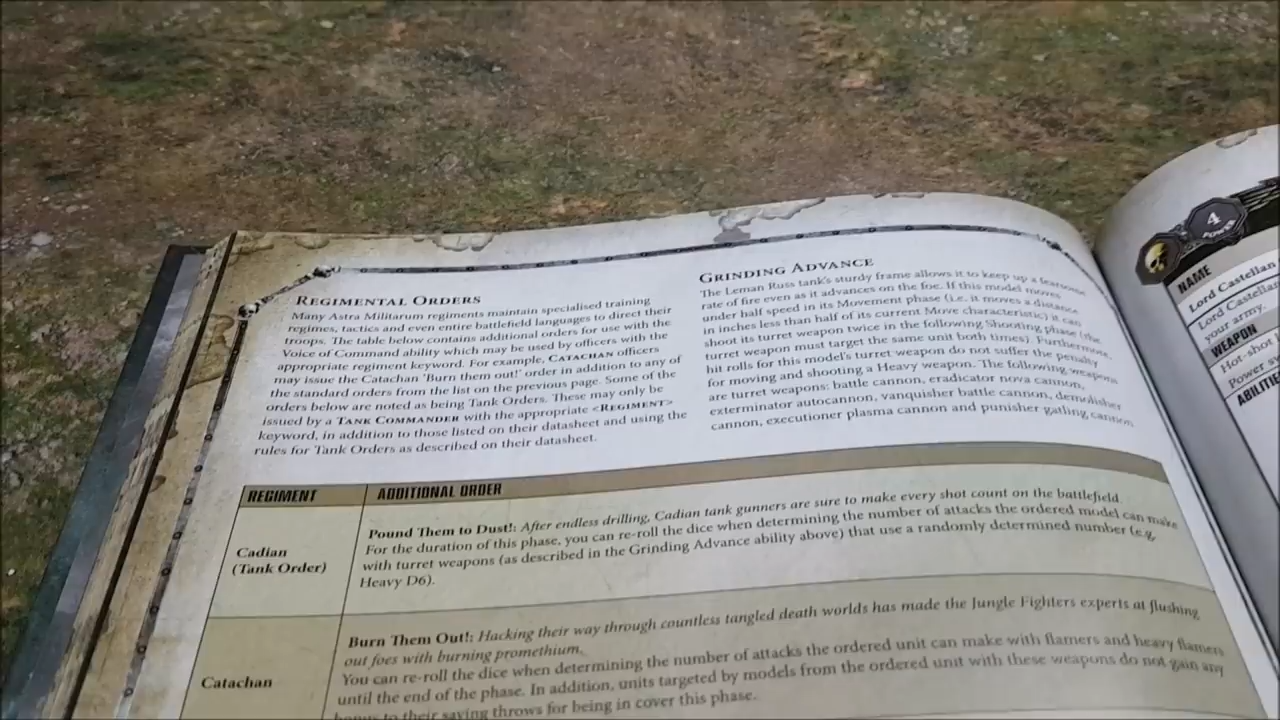 REGIMENTAL ORDERS
Many Astra Militarum regiments maintain specialised training
regimes, tactics and even entire battlefield languages to direct their
troops. The table below contains additional orders for use with the
Voice of Command ability which may be used by officers with the
appropriate regiment keyword. For example, CATACHAN officers
may issue the Catachan 'Burn them out!' order in addition to any of
the standard orders from the list on the previous page. Some of the
orders below are noted as being Tank Orders. These may only be
issued by a TANK COMMANDER with the appropriate <REGIMENT>
keyword, in addition to those listed on their datasheet and using the
rules for Tank Orders as described on their datasheet.
GRINDING ADVANCE
The Leman Russ tank's sturdy frame allows it to keep up a fearsome
rate of fire even as it advances on the foe. If this model moves
under half speed in its Movement phase (i.e. it moves a distance
in inches less than half of its current Move characteristic) it can
shoot its turret weapon twice in the following Shooting phase (the
turret weapon must target the same unit both times). Furthermore,
hit rolls for this model's turret weapon do not suffer the penalty
for moving and shooting a Heavy weapon. The following weapons
are turret weapons: battle cannon, eradicator nova cannon,
exterminator autocannon, vanquisher battle cannon, demolisher
cannon, executioner plasma cannon and punisher gatling cannon
REGIMENT ADDITIONAL ORDER
Cadian
(Tank Order)
Pound Them to Dust!: After endless drilling, Cadian tank gunners are sure to make every shot count on the battlefield.
For the duration of this phase, you can re-roll the dice when determining the number of attacks the ordered model can make
with turret weapons (as described in the Grinding Advance ability above) that use a randomly determined number (e.g.
Heavy D6).
Catachan
Burn Them Out!: Hacking their way through countless tangled death worlds has made the Jungle Fighters experts at flushing
out foes with burning promethium.
You can re-roll the dice when determining the number of attacks the ordered unit can make with flamers and heavy flamers
until the end of the phase. In addition, units targeted by models from the ordered unit with these weapons do not gain any
bonus to their saving throws for being in cover this phase.
4
POWER
NAME
Lord Castellan
Lord Castellan
your army.
WEAPON
Hot-shot
Power